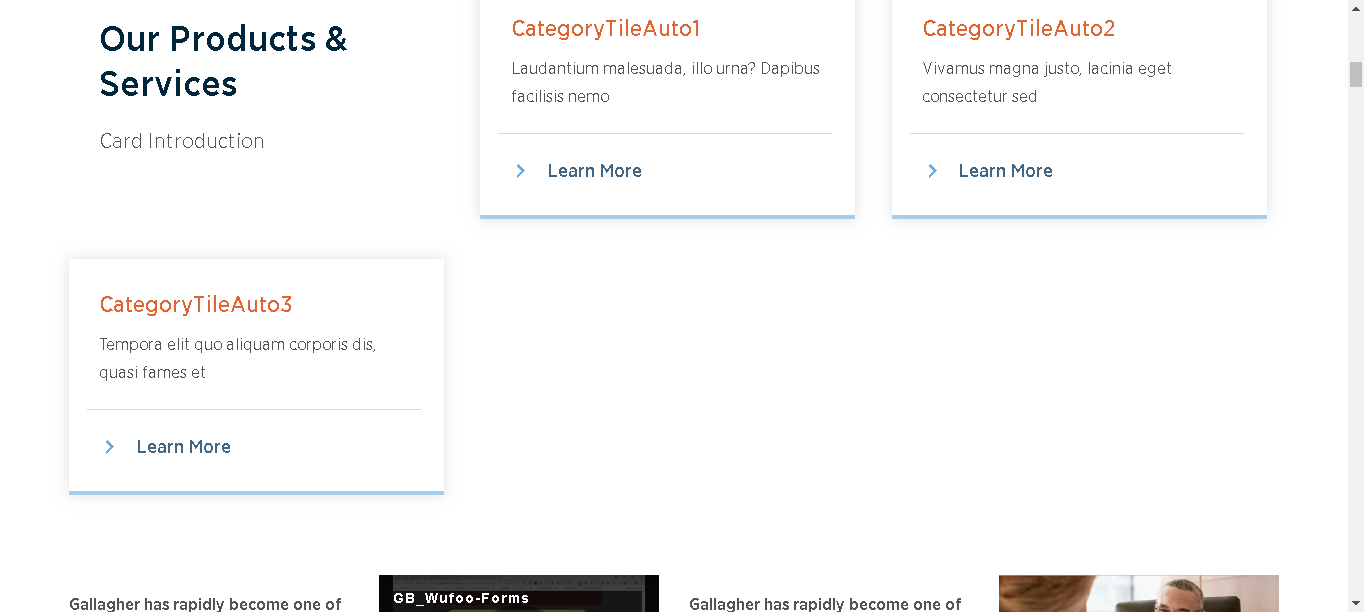 Our Products &
Services
Card Introduction
CategoryTileAuto1
Laudantium malesuada, illo urna? Dapibus
facilisis nemo
Learn More
CategoryTileAuto2
Vivamus magna justo, lacinia eget
consectetur sed
Learn More
CategoryTileAuto3
Tempora elit quo aliquam corporis dis,
quasi fames et
Learn More
Gallagher has rapidly become one of
GB_Wufoo-Forms
Gallagher has rapidly become one of